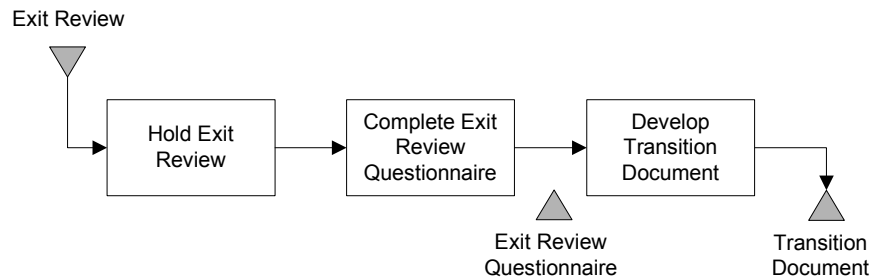 Exit Review
Hold Exit
Review
Complete Exit
Review
Questionnaire
Develop
Transition
Document
Exit Review
Questionnaire
Transition
Document